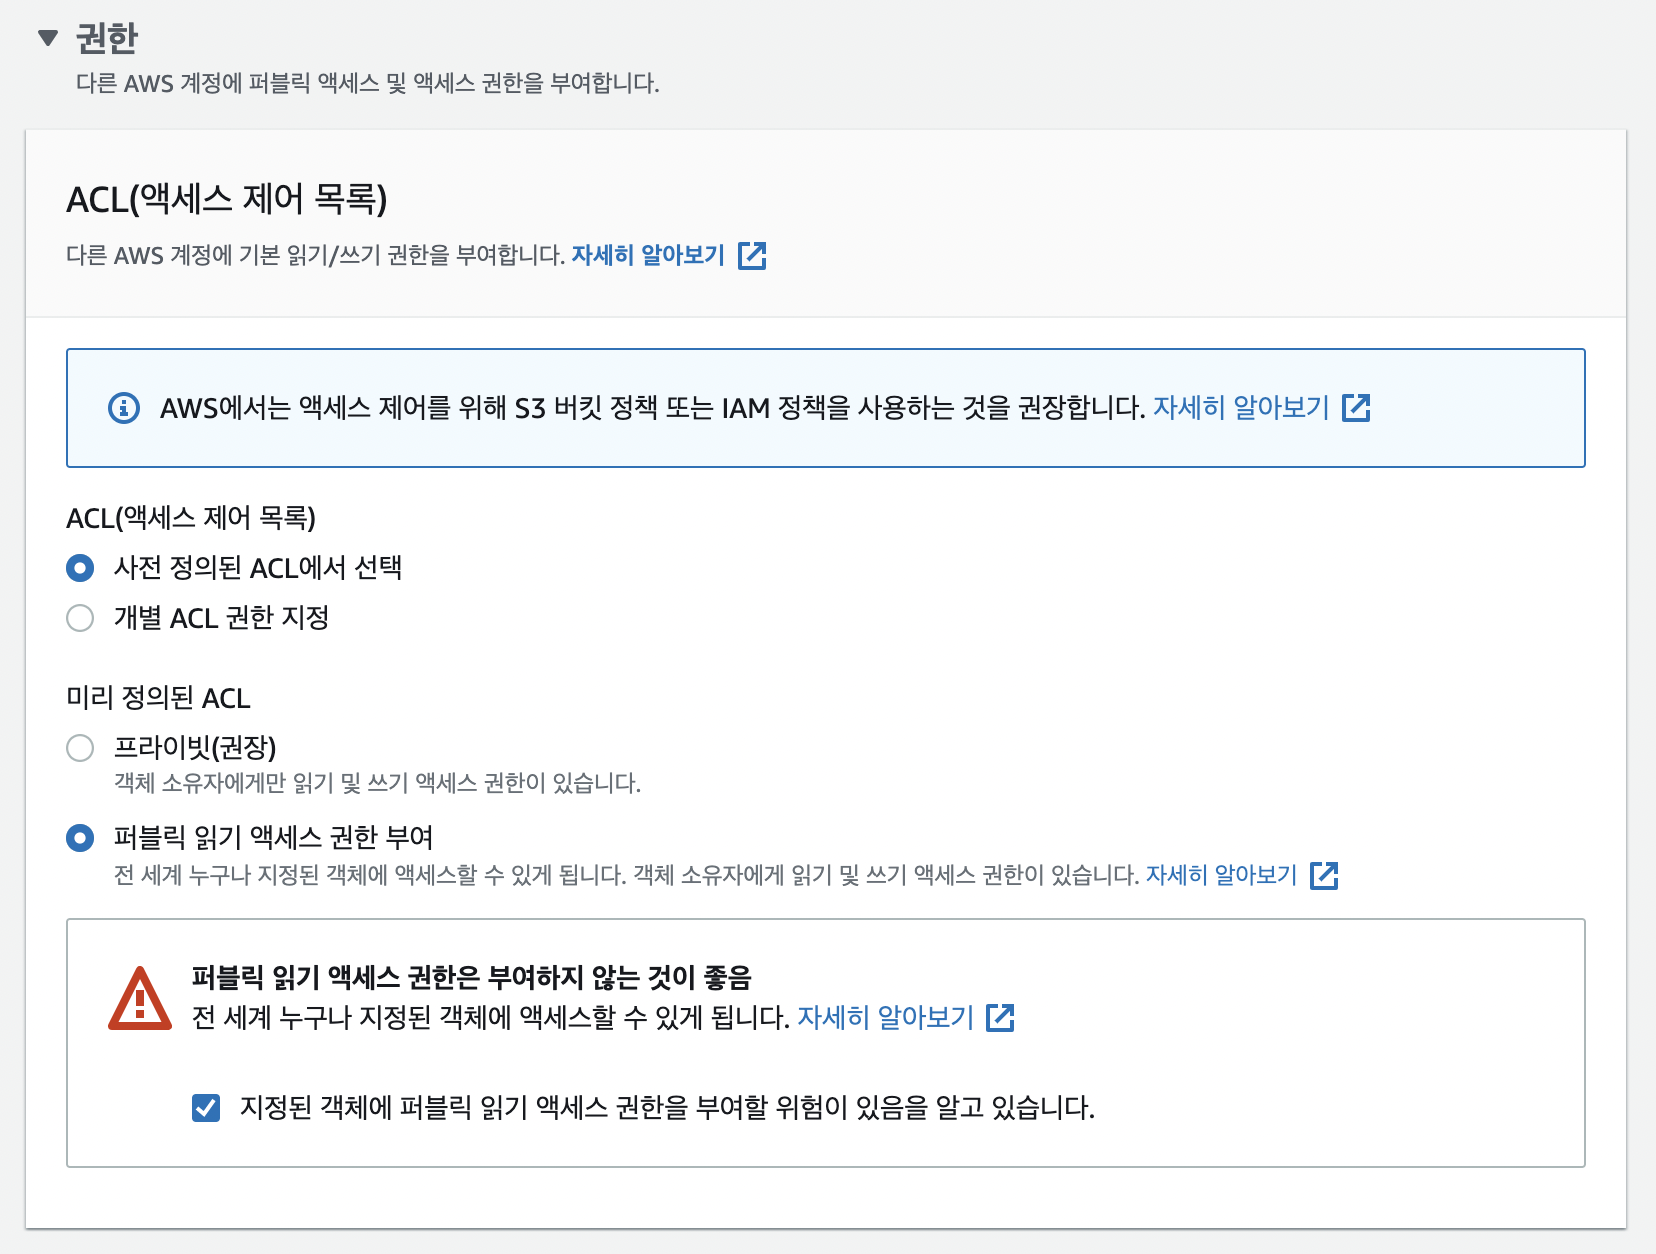 권한
다른 AWS 계정에 퍼블릭 액세스 및 액세스 권한을 부여합니다.
ACL(액세스 제어 목록)
다른 AWS 계정에 기본 읽기/쓰기 권한을 부여합니다. 자세히 알아보기
AWS에서는 액세스 제어를 위해 S3 버킷 정책 또는 IAM 정책을 사용하는 것을 권장합니다. 자세히 알아보기
ACL(액세스 제어 목록)
사전 정의된 ACL에서 선택
개별 ACL 권한 지정
미리 정의된 ACL
프라이빗(권장)
객체 소유자에게만 읽기 및 쓰기 액세스 권한이 있습니다.
퍼블릭 읽기 액세스 권한 부여
전 세계 누구나 지정된 객체에 액세스할 수 있게 됩니다. 객체 소유자에게 읽기 및 쓰기 액세스 권한이 있습니다. 자세히 알아보기
퍼블릭 읽기 액세스 권한은 부여하지 않는 것이 좋음
전 세계 누구나 지정된 객체에 액세스할 수 있게 됩니다. 자세히 알아보기
지정된 객체에 퍼블릭 읽기 액세스 권한을 부여할 위험이 있음을 알고 있습니다.